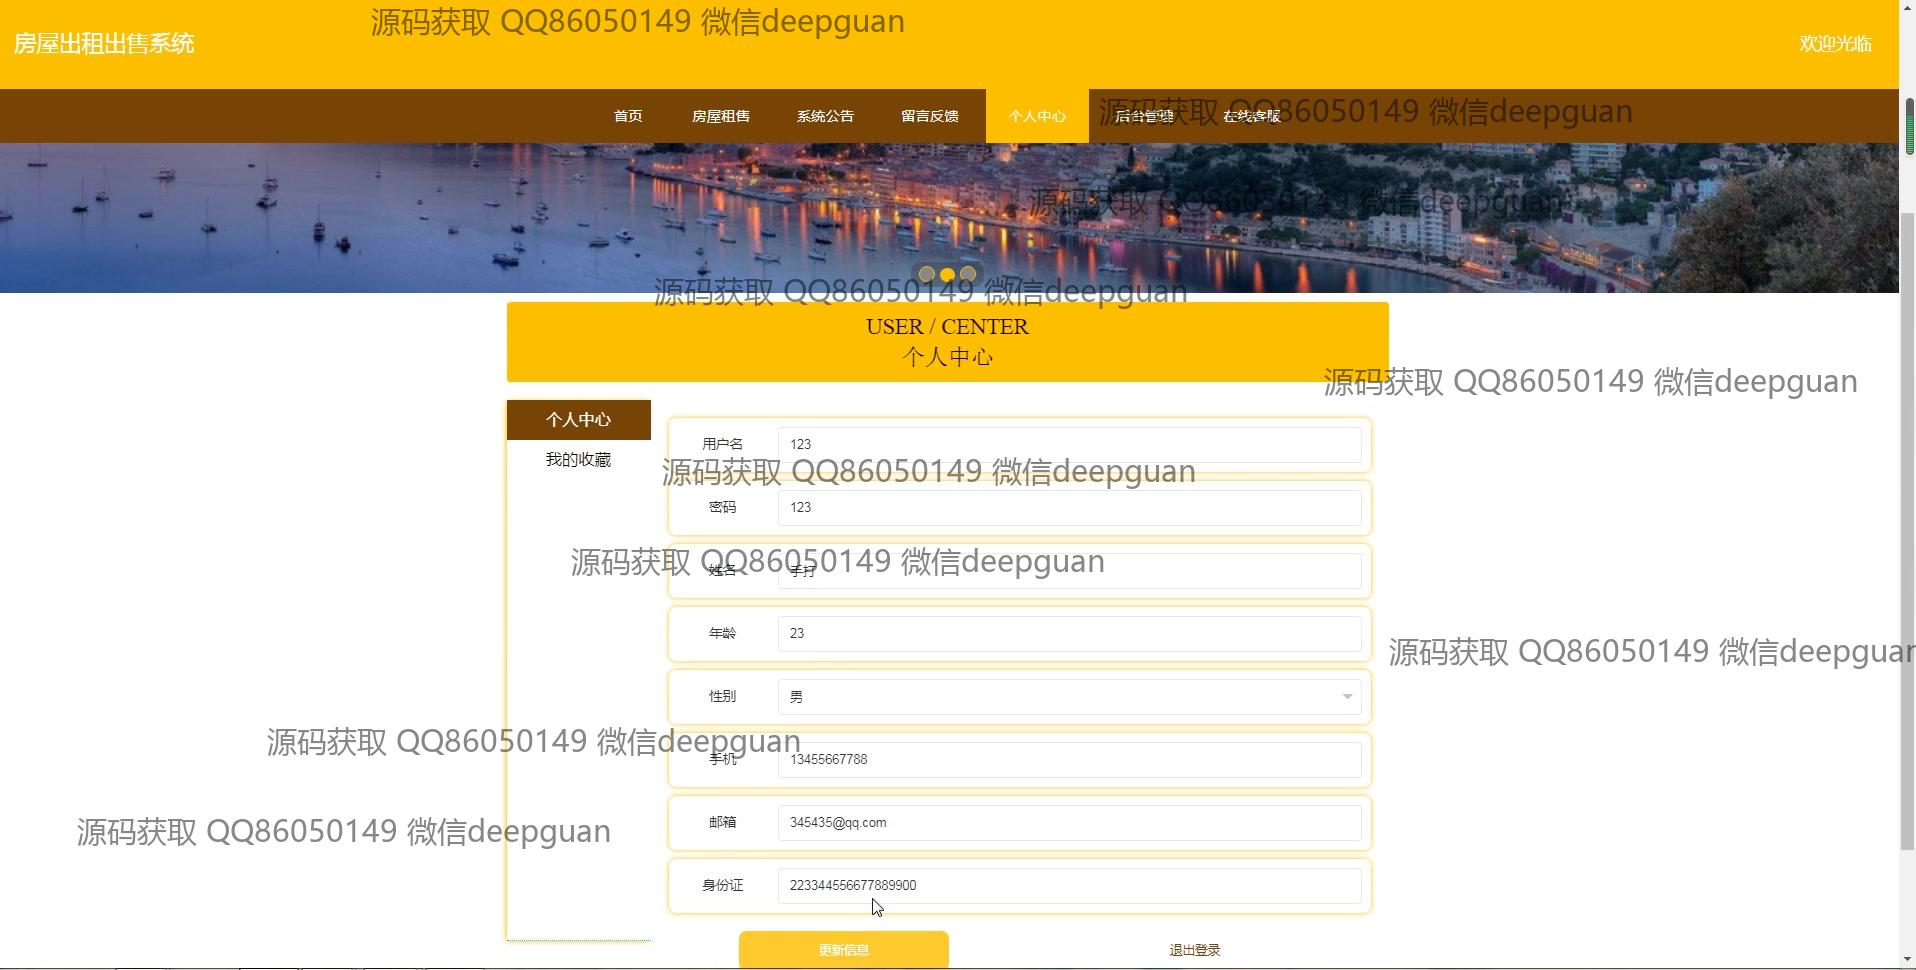 源码获取 QQ86050149 微信deepguan
房屋出租出售系统
欢迎光临
首页 房屋租售 系统公告 留言反馈 个人中心 后台管理 在线客服
源码获取 QQ86050149 微信deepguan
源码获取 QQ86050149 微信deepguan
源码获取 QQ86050149 微信deepguan
USER / CENTER
个人中心
源码获取 QQ86050149 微信deepguan
个人中心
我的收藏
用户名 123
源码获取 QQ86050149 微信deepguan
密码 123
源码获取 QQ86050149 微信deepguan
姓名 手打
年龄 23
源码获取 QQ86050149 微信deepguan
性别 男
源码获取 QQ86050149 微信deepguan
手机 13455667788
邮箱 345435@qq.com
源码获取 QQ86050149 微信deepguan
身份证 223344556677889900
更新信息 退出登录